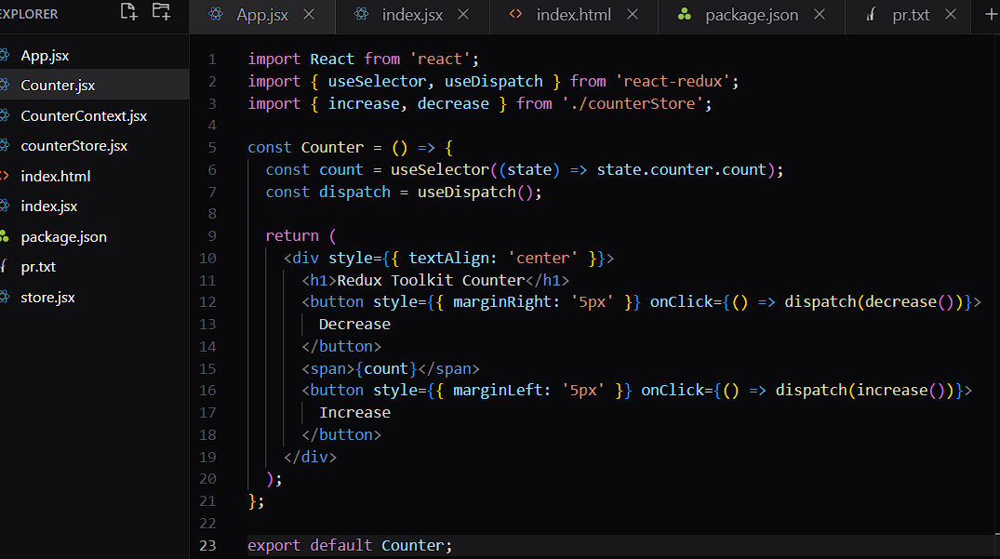 EXPLORER
App.jsx
Counter.jsx
CounterContext.jsx
counterStore.jsx
index.html
index.jsx
package.json
pr.txt
store.jsx
App.jsx index.jsx index.html package.json pr.txt
1 import React from 'react';
2 import { useSelector, useDispatch } from 'react-redux';
3 import { increase, decrease } from './counterStore';
4
5 const Counter = () => {
6   const count = useSelector((state) => state.counter.count);
7   const dispatch = useDispatch();
8
9   return (
10     <div style={{ textAlign: 'center' }}>
11       <h1>Redux Toolkit Counter</h1>
12       <button style={{ marginRight: '5px' }} onClick={() => dispatch(decrease())}>
13         Decrease
14       </button>
15       <span>{count}</span>
16       <button style={{ marginLeft: '5px' }} onClick={() => dispatch(increase())}>
17         Increase
18       </button>
19     </div>
20   );
21 };
22
23 export default Counter;